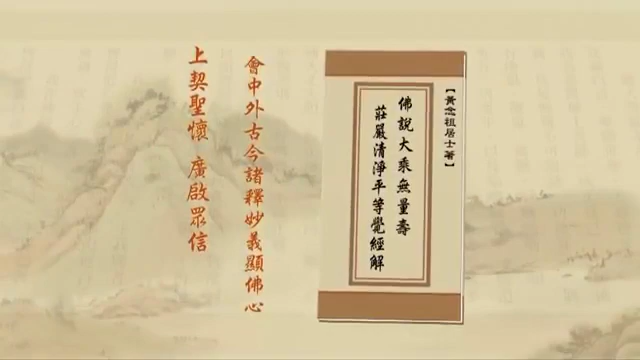 【黃念祖居士著】
佛說大乘無量壽
莊嚴清淨平等覺經解
會中外古今諸釋妙義顯佛心
上契聖懷 廣啟眾信